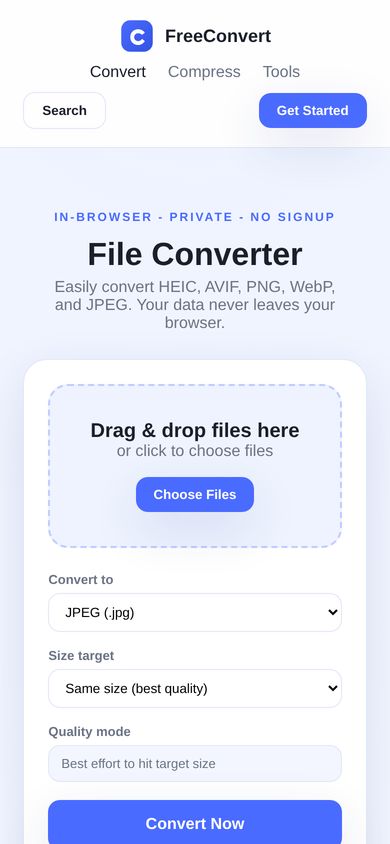 C FreeConvert
Convert Compress Tools
Search Get Started
IN-BROWSER - PRIVATE - NO SIGNUP
File Converter
Easily convert HEIC, AVIF, PNG, WebP,
and JPEG. Your data never leaves your
browser.
Drag & drop files here
or click to choose files
Choose Files
Convert to
JPEG (.jpg)
Size target
Same size (best quality)
Quality mode
Best effort to hit target size
Convert Now